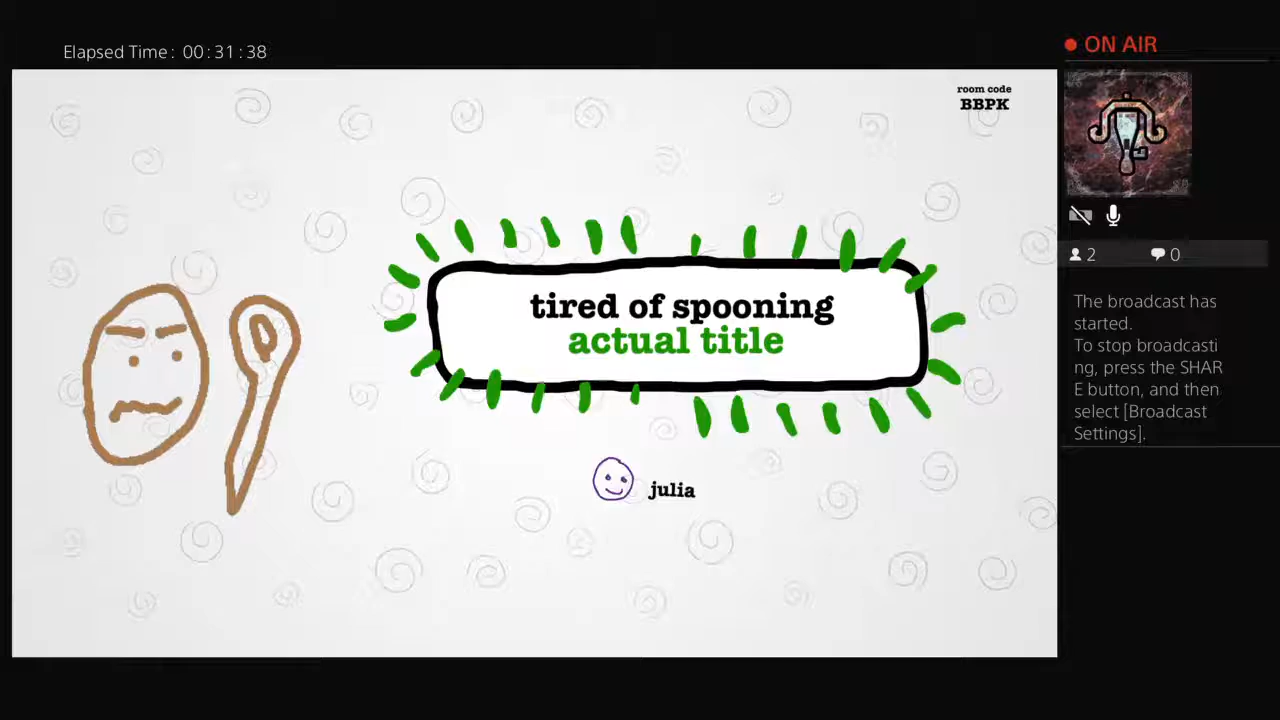 Elapsed Time: 00:31:38
ON AIR
room code
BBPK
tired of spooning
actual title
julia
2
0
The broadcast has
started.
To stop broadcasti
ng, press the SHAR
E button, and then
select [Broadcast
Settings].